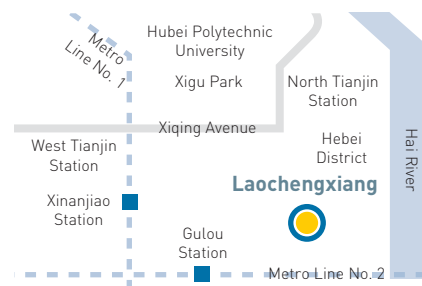 Hubei Polytechnic
University
Metro
Line No. 1
Xigu Park
North Tianjin
Station
Xiqing Avenue
Hebei
District
Hai River
West Tianjin
Station
Laochengxiang
Xinanjiao
Station
Gulou
Station
Metro Line No. 2